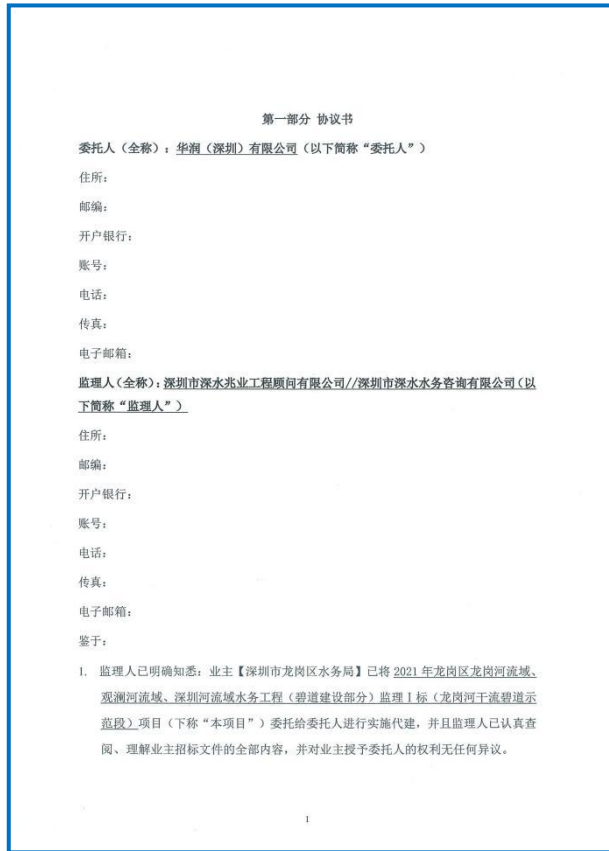 第一部分 协议书
委托人（全称）：华润（深圳）有限公司（以下简称“委托人”）
住所：
邮编：
开户银行：
账号：
电话：
传真：
电子邮箱：
监理人（全称）：深圳市深水兆业工程顾问有限公司//深圳市深水水务咨询有限公司（以
下简称“监理人”）
住所：
邮编：
开户银行：
账号：
电话：
传真：
电子邮箱：
鉴于：
1. 监理人已明确知悉：业主【深圳市龙岗区水务局】已将 2021 年龙岗区龙岗河流域、
观澜河流域、深圳河流域水务工程（碧道建设部分）监理Ⅰ标（龙岗河干流碧道示
范段）项目（下称“本项目”）委托给委托人进行实施代建，并且监理人已认真查
阅、理解业主招标文件的全部内容，并对业主授予委托人的权利无任何异议。
1